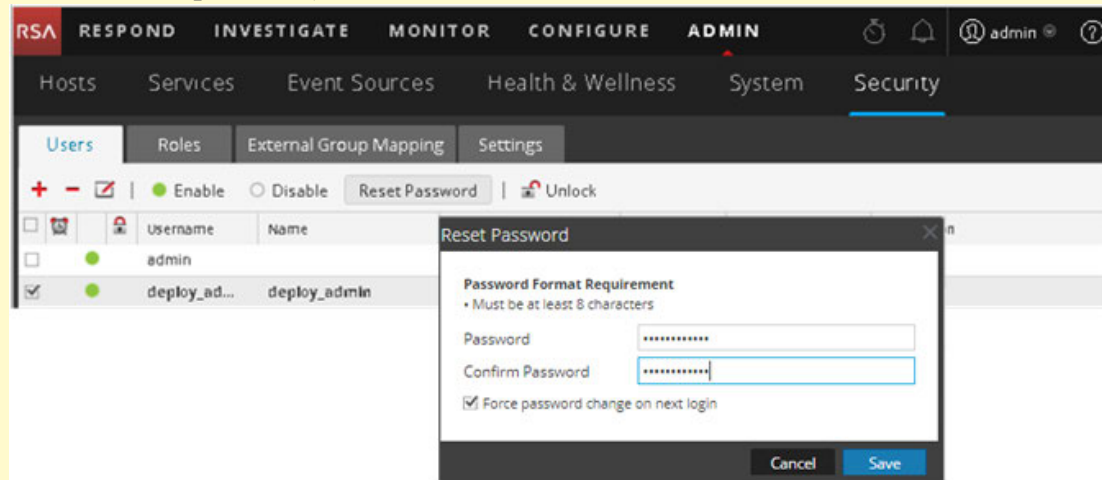 RSA RESPOND INVESTIGATE MONITOR CONFIGURE ADMIN admin ?
Hosts Services Event Sources Health & Wellness System Security
Users Roles External Group Mapping Settings
Enable Disable Reset Password Unlock
Username Name
admin
deploy_ad... deploy_admin
Reset Password
Password Format Requirement
• Must be at least 8 characters
Password ••••••••••••
Confirm Password ••••••••••••
Force password change on next login
Cancel Save